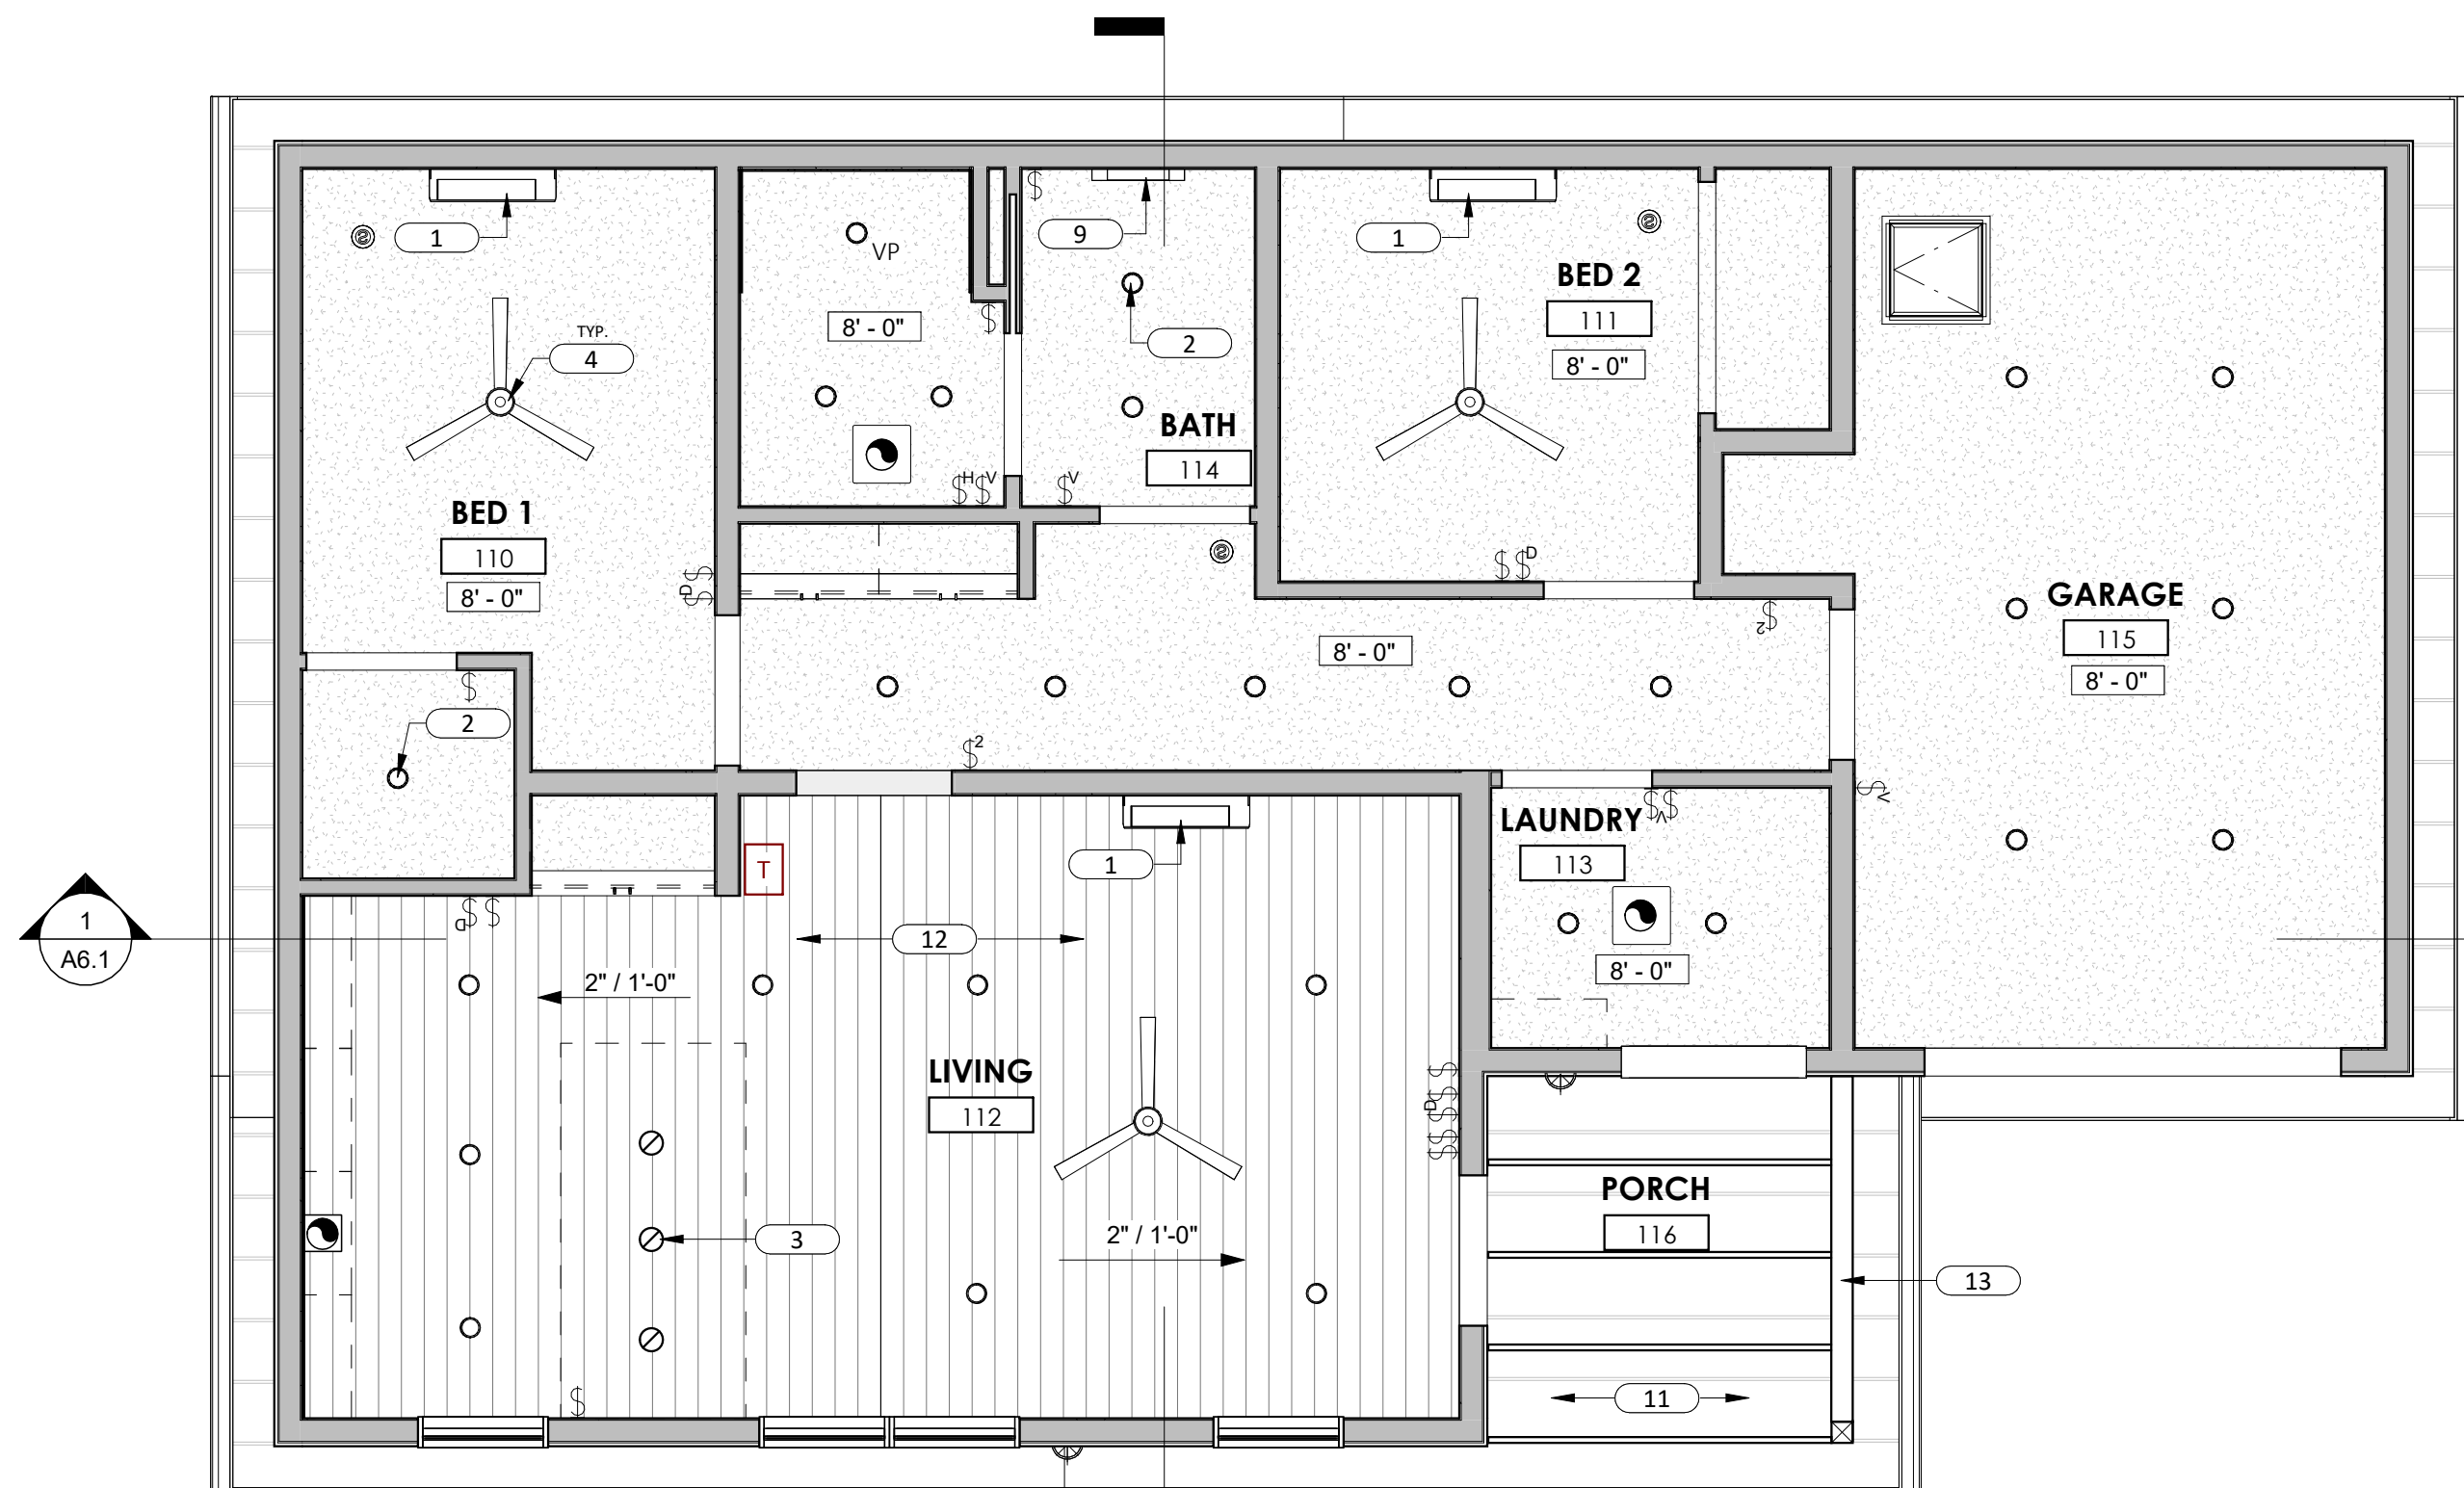 1
9
1
VP
BED 2
111
8' - 0"
8' - 0"
TYP.
4
2
BATH
114
H
V
V
BED 1
110
8' - 0"
D
D
GARAGE
115
8' - 0"
2
8' - 0"
2
2
V
LAUNDRY
V
113
1
T
8' - 0"
1
A6.1
D
12
2" / 1'-0"
LIVING
112
D
PORCH
116
3
2" / 1'-0"
13
11